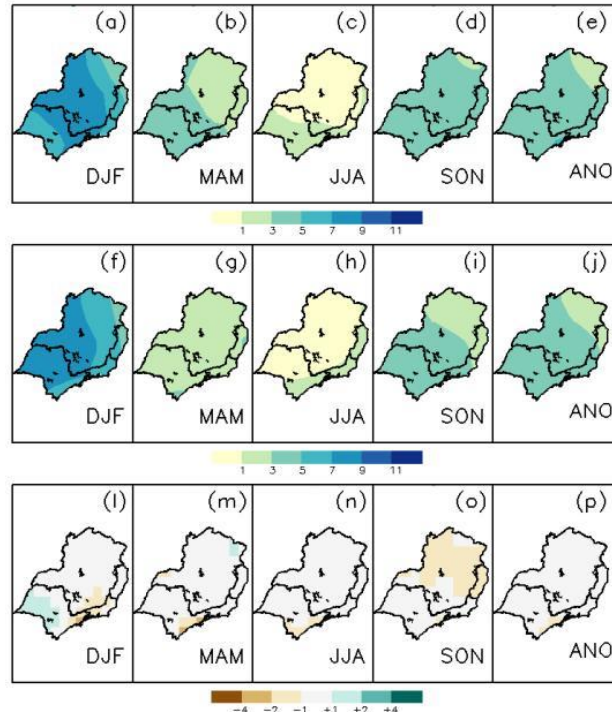 (a) (b) (c) (d) (e)
DJF MAM JJA SON ANO
1 3 5 7 9 11
(f) (g) (h) (i) (j)
DJF MAM JJA SON ANO
1 3 5 7 9 11
(l) (m) (n) (o) (p)
DJF MAM JJA SON ANO
-4 -2 -1 +1 +2 +4